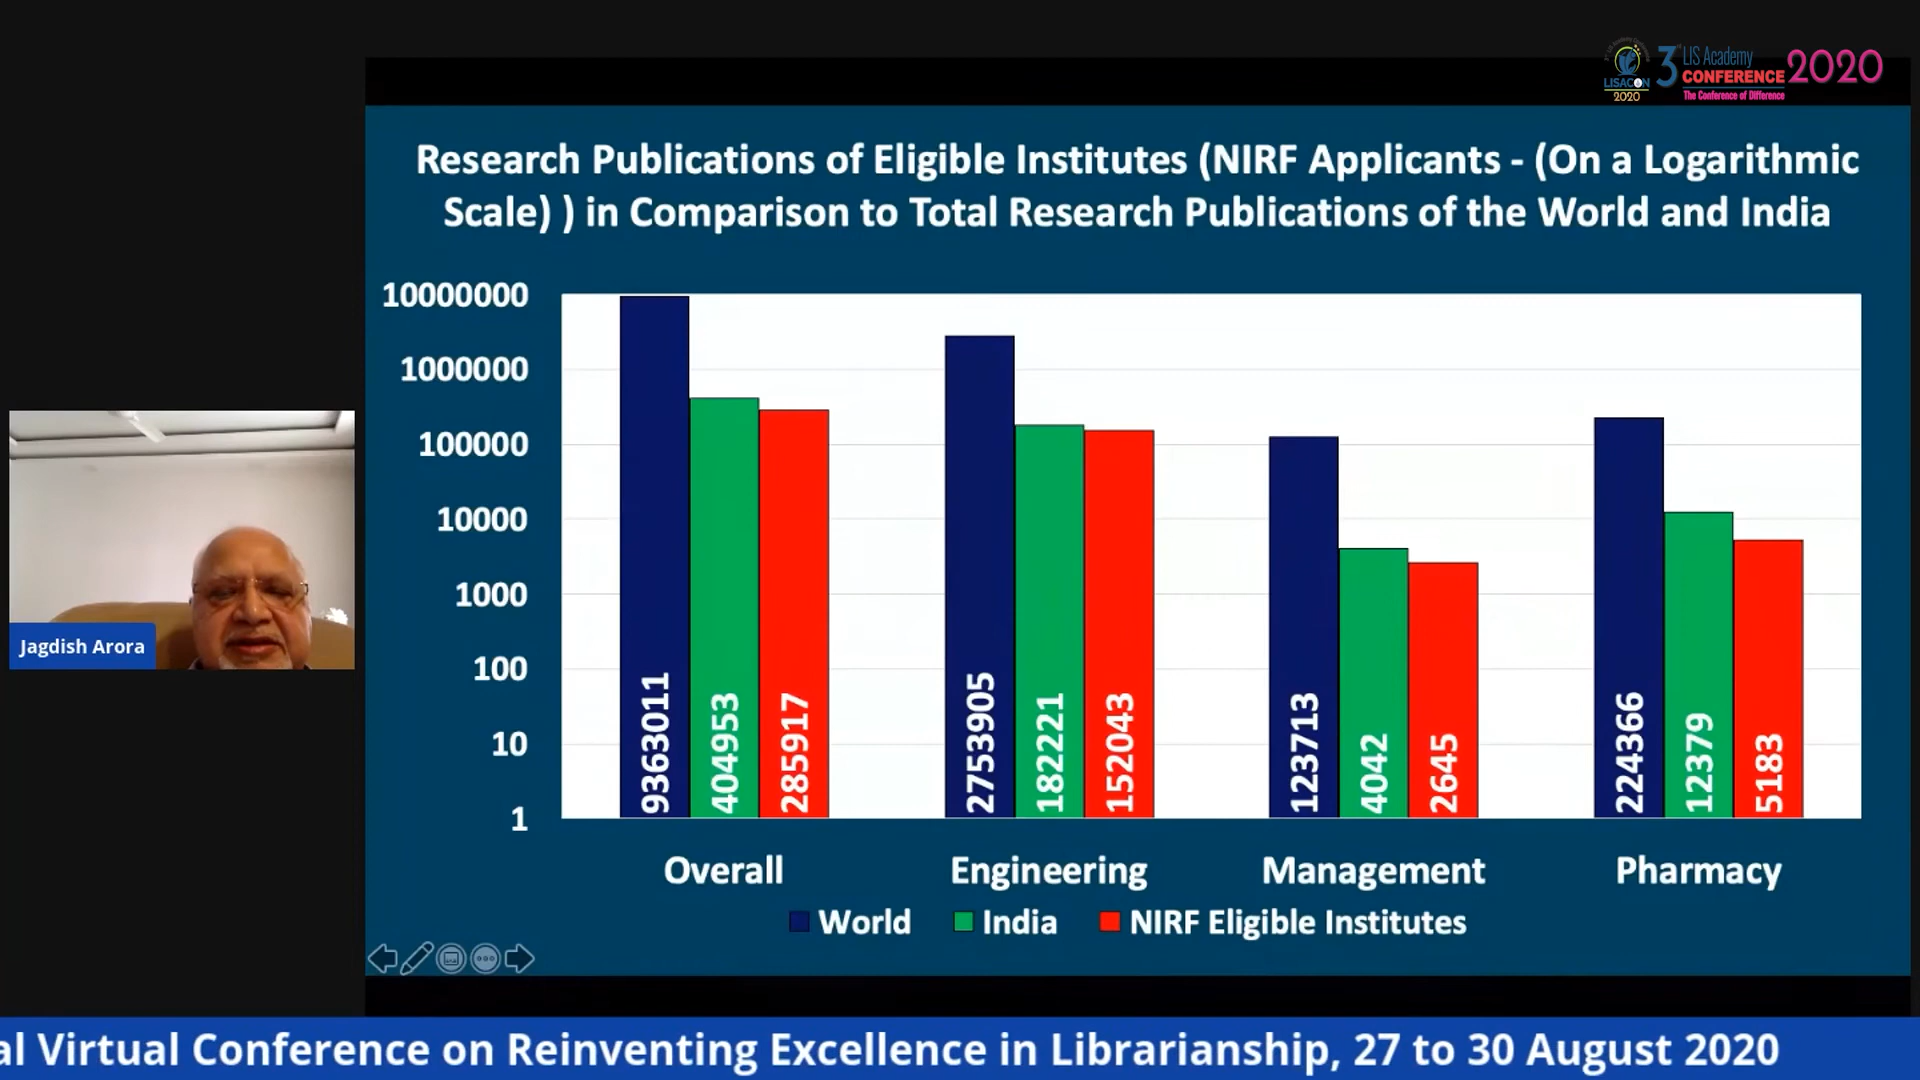 LISACON
2020
3rd LIS Academy
CONFERENCE
The Conference of Difference
2020
Research Publications of Eligible Institutes (NIRF Applicants - (On a Logarithmic
Scale) ) in Comparison to Total Research Publications of the World and India
10000000
1000000
100000
10000
1000
100
10
1
9363011
404953
285917
2753905
182221
152043
123713
4042
2645
224366
12379
5183
Overall
Engineering
Management
Pharmacy
World
India
NIRF Eligible Institutes
Jagdish Arora
al Virtual Conference on Reinventing Excellence in Librarianship, 27 to 30 August 2020